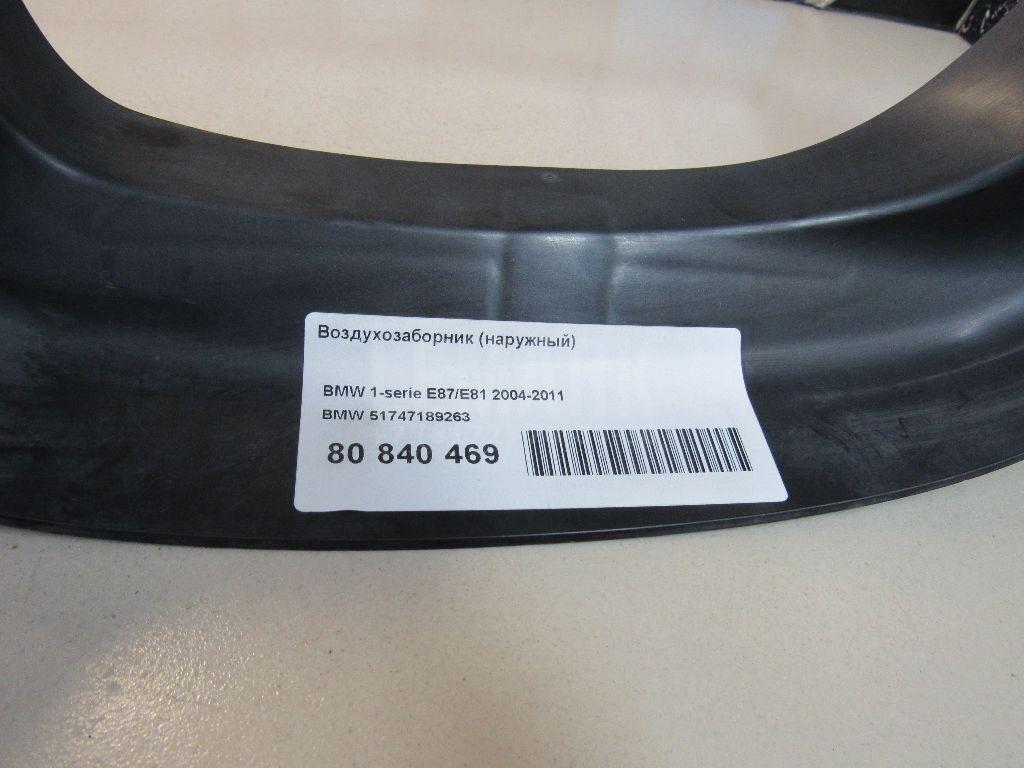 Воздухозаборник (наружный)
BMW 1-serie E87/E81 2004-2011
BMW 51747189263
80 840 469